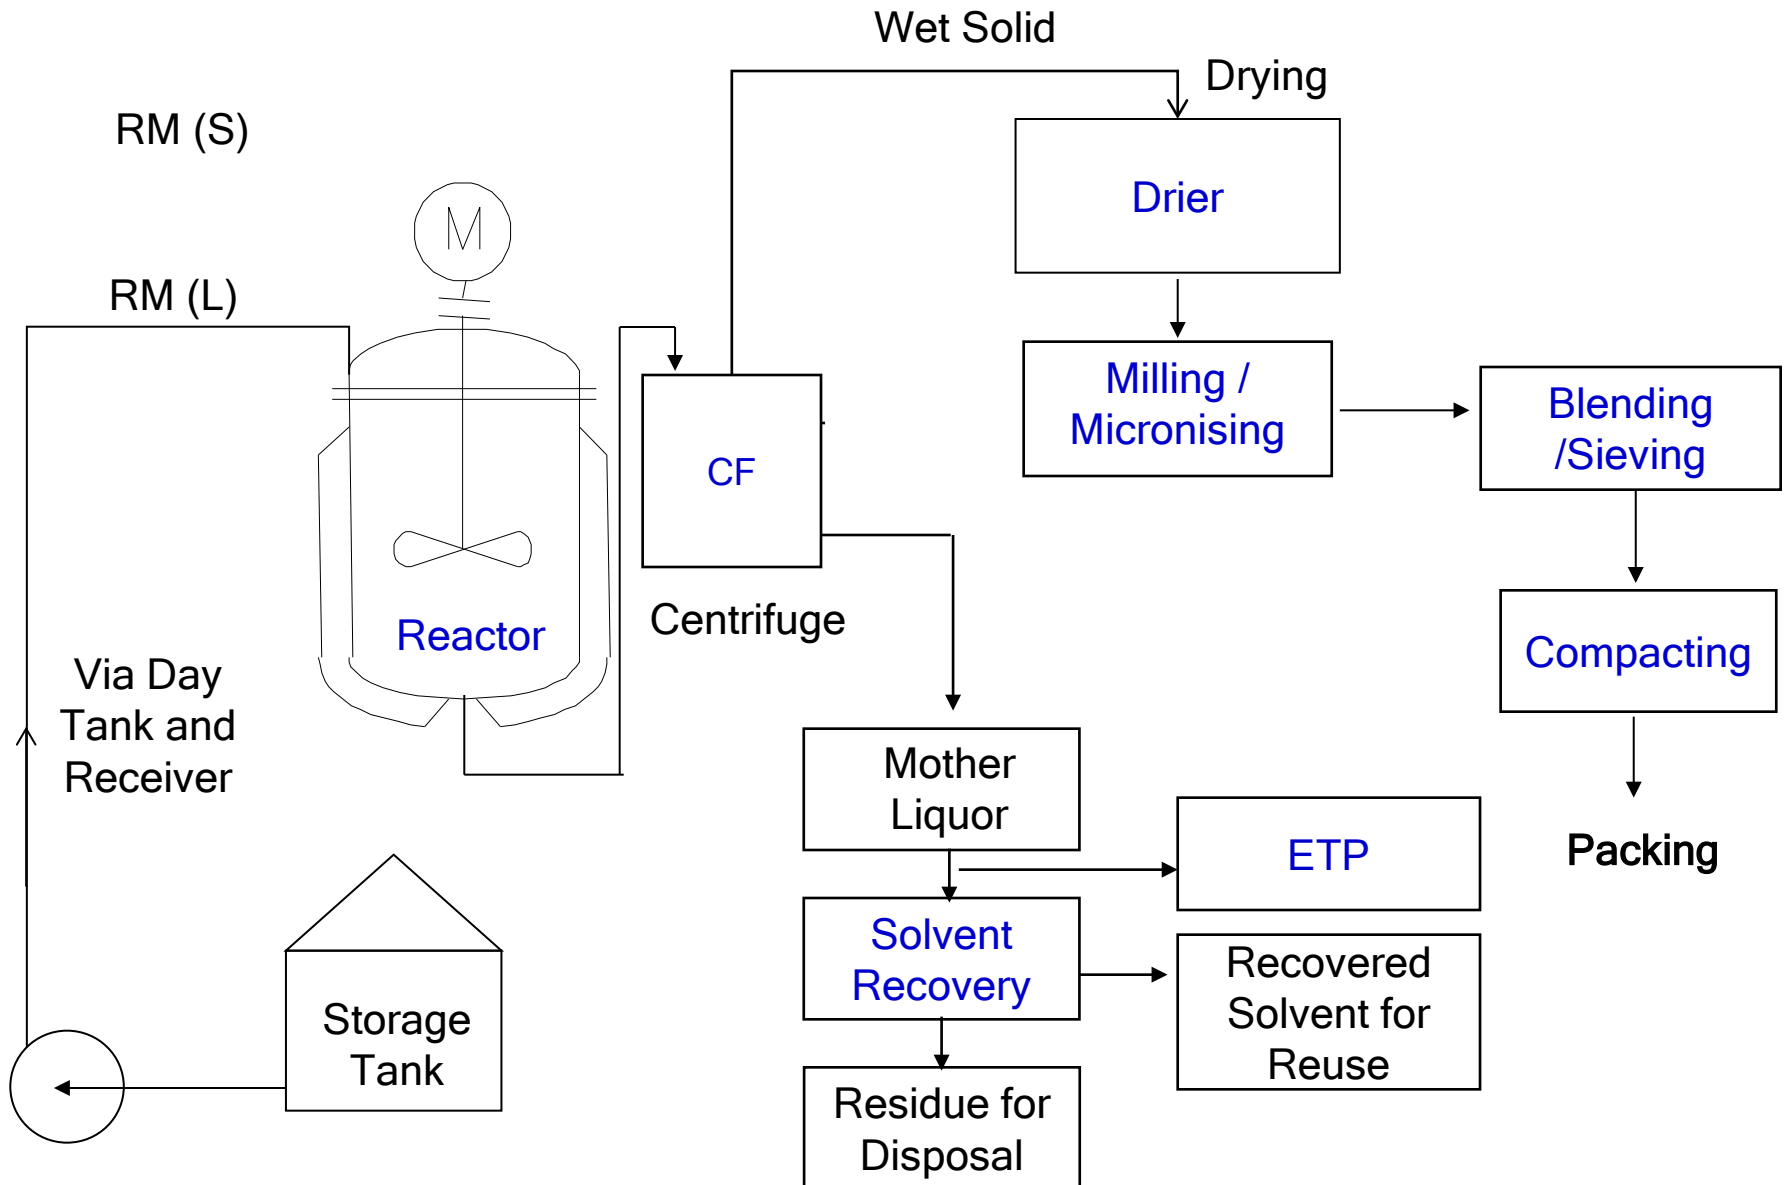 Wet Solid
Drying
RM (S)
Drier
M
RM (L)
Milling /
Micronising
Blending
/Sieving
CF
Centrifuge
Reactor
Compacting
Via Day
Tank and
Receiver
Mother
Liquor
ETP
Packing
Solvent
Recovery
Recovered
Solvent for
Reuse
Storage
Tank
Residue for
Disposal